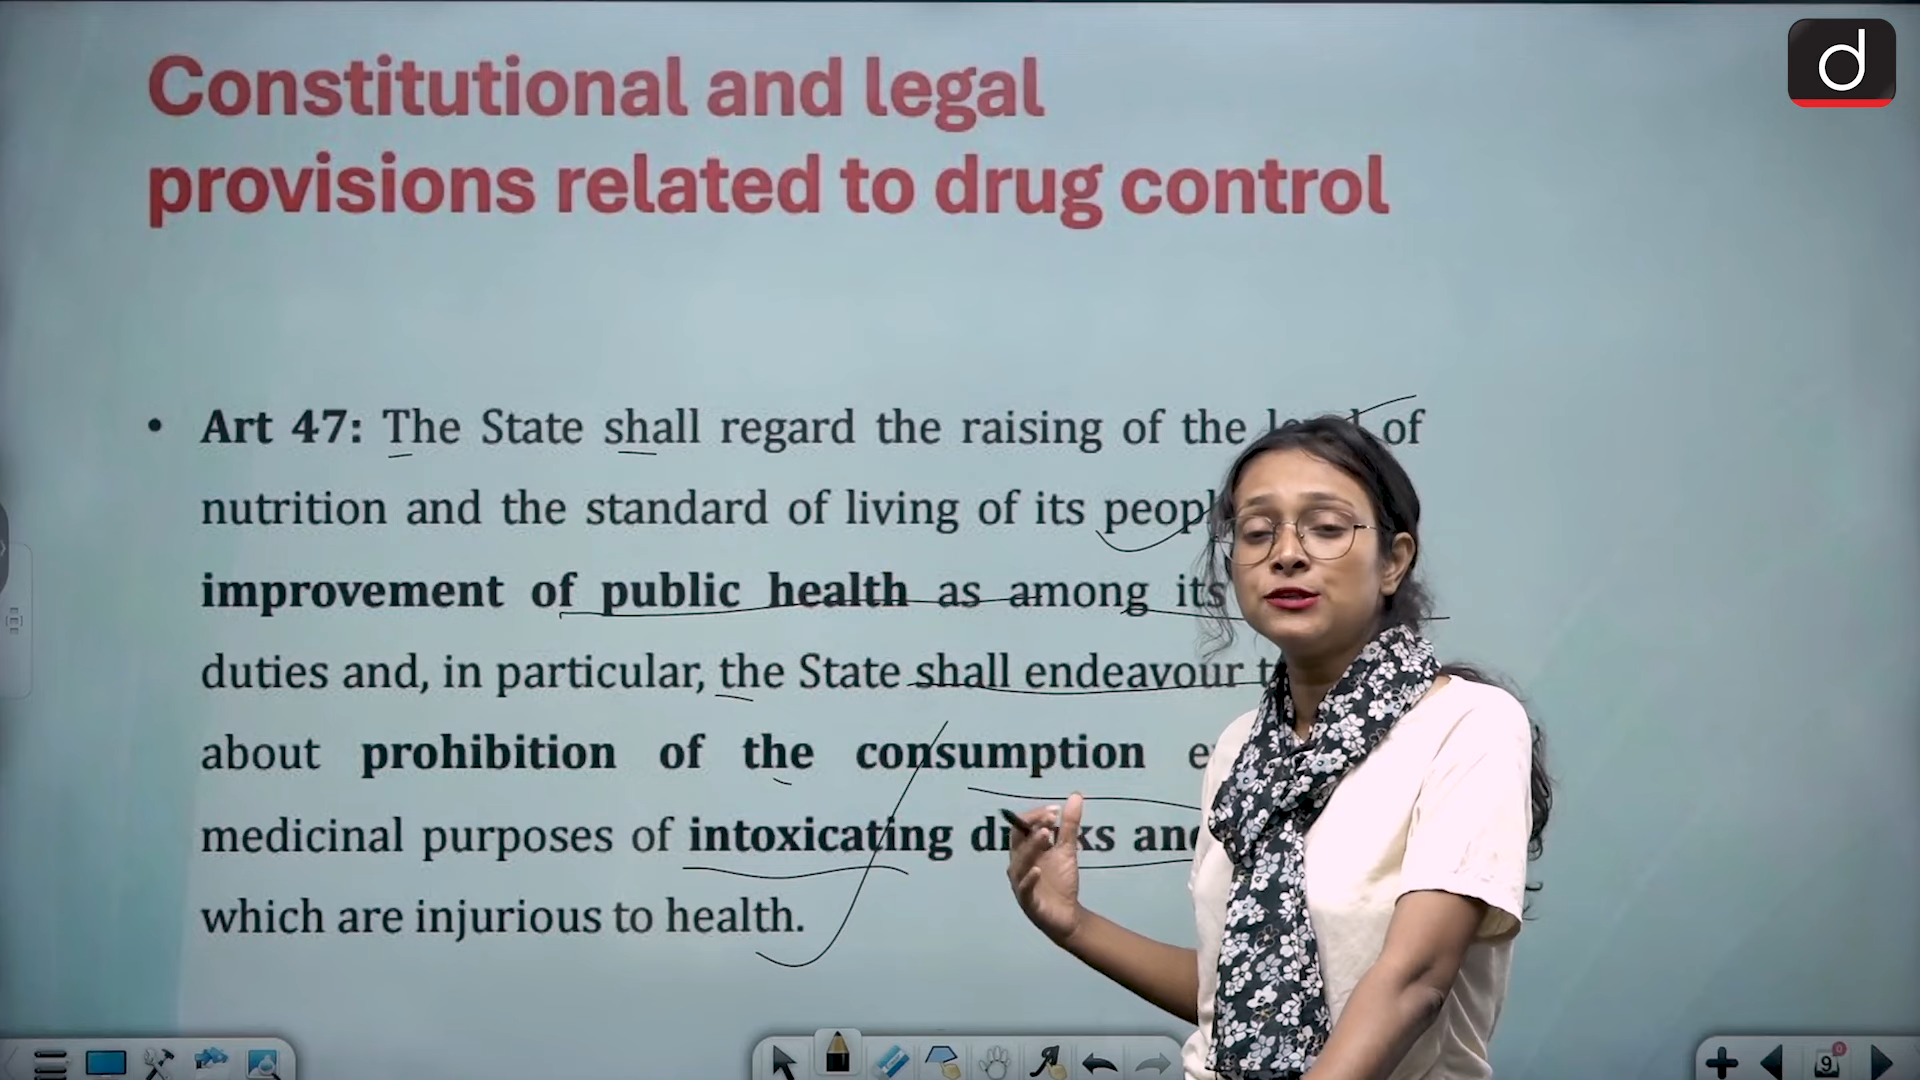 d
Constitutional and legal
provisions related to drug control
• Art 47: The State shall regard the raising of the of
nutrition and the standard of living of its
improvement of public health as among its
duties and, in particular, the State shall endeavour
about prohibition of the consumption
medicinal purposes of intoxicating
which are injurious to health.
9